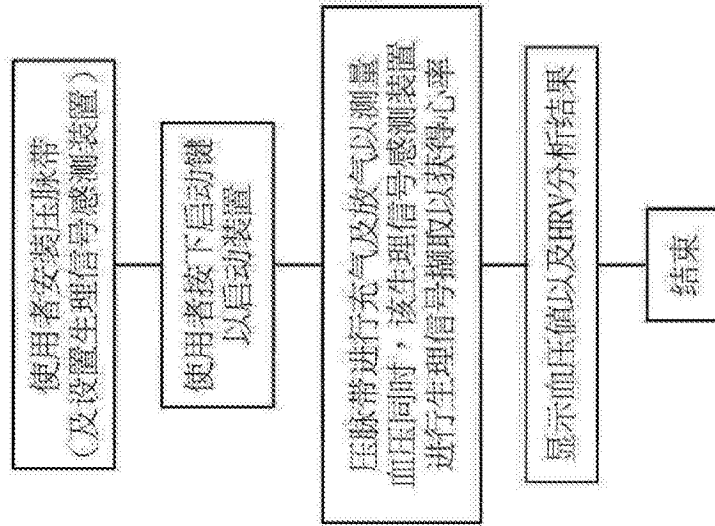 使用者安装压脉带
(及设置生理信号感测装置)
使用者按下启动键
以启动装置
压脉带进行充气及放气以测量
血压同时，该生理信号感测装置
进行生理信号撷取以获得心率
显示血压值以及HRV分析结果
结束